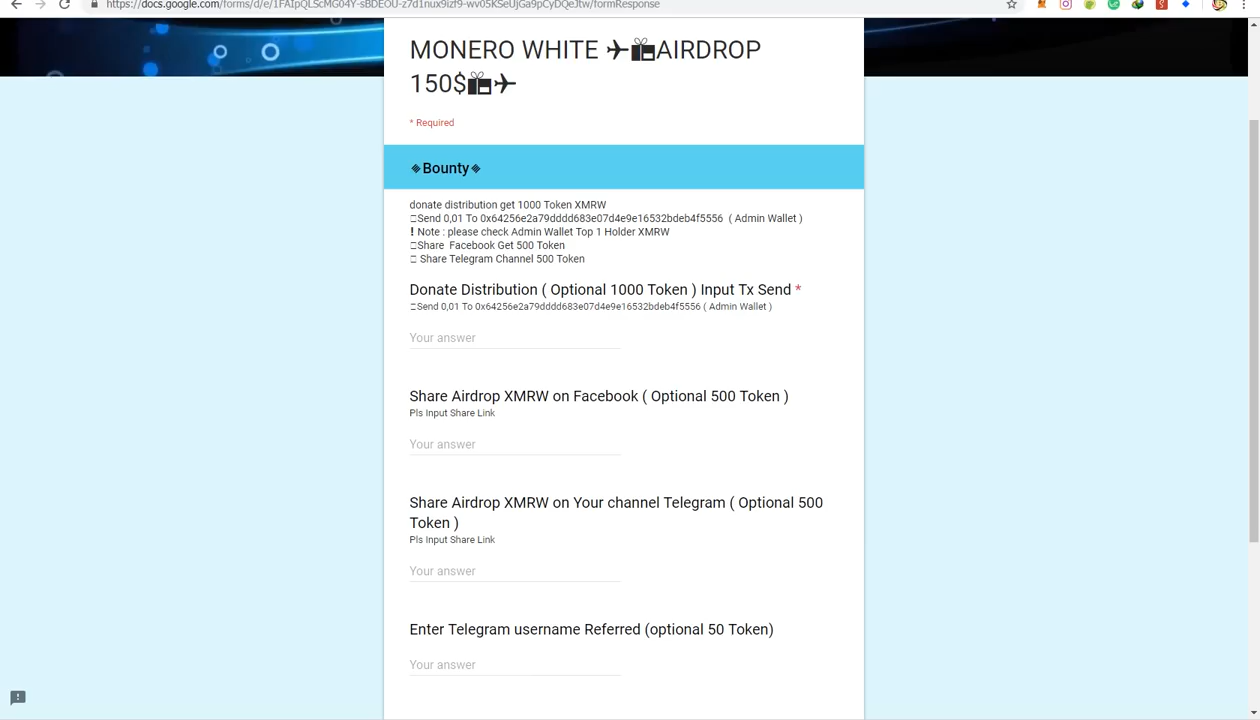 https://docs.google.com/forms/d/e/1FAIpQLScMG04Y-sBDEOU-z7d1nux9izf9-wv05KSeUjGa9pCyDQeJtw/formResponse
MONERO WHITE ✈🎁AIRDROP
150$🎁✈
* Required
◈Bounty◈
donate distribution get 1000 Token XMRW
Send 0,01 To 0x64256e2a79dddd683e07d4e9e16532bdeb4f5556 ( Admin Wallet )
! Note : please check Admin Wallet Top 1 Holder XMRW
Share Facebook Get 500 Token
Share Telegram Channel 500 Token
Donate Distribution ( Optional 1000 Token ) Input Tx Send *
Send 0,01 To 0x64256e2a79dddd683e07d4e9e16532bdeb4f5556 ( Admin Wallet )
Your answer
Share Airdrop XMRW on Facebook ( Optional 500 Token )
Pls Input Share Link
Your answer
Share Airdrop XMRW on Your channel Telegram ( Optional 500
Token )
Pls Input Share Link
Your answer
Enter Telegram username Referred (optional 50 Token)
Your answer